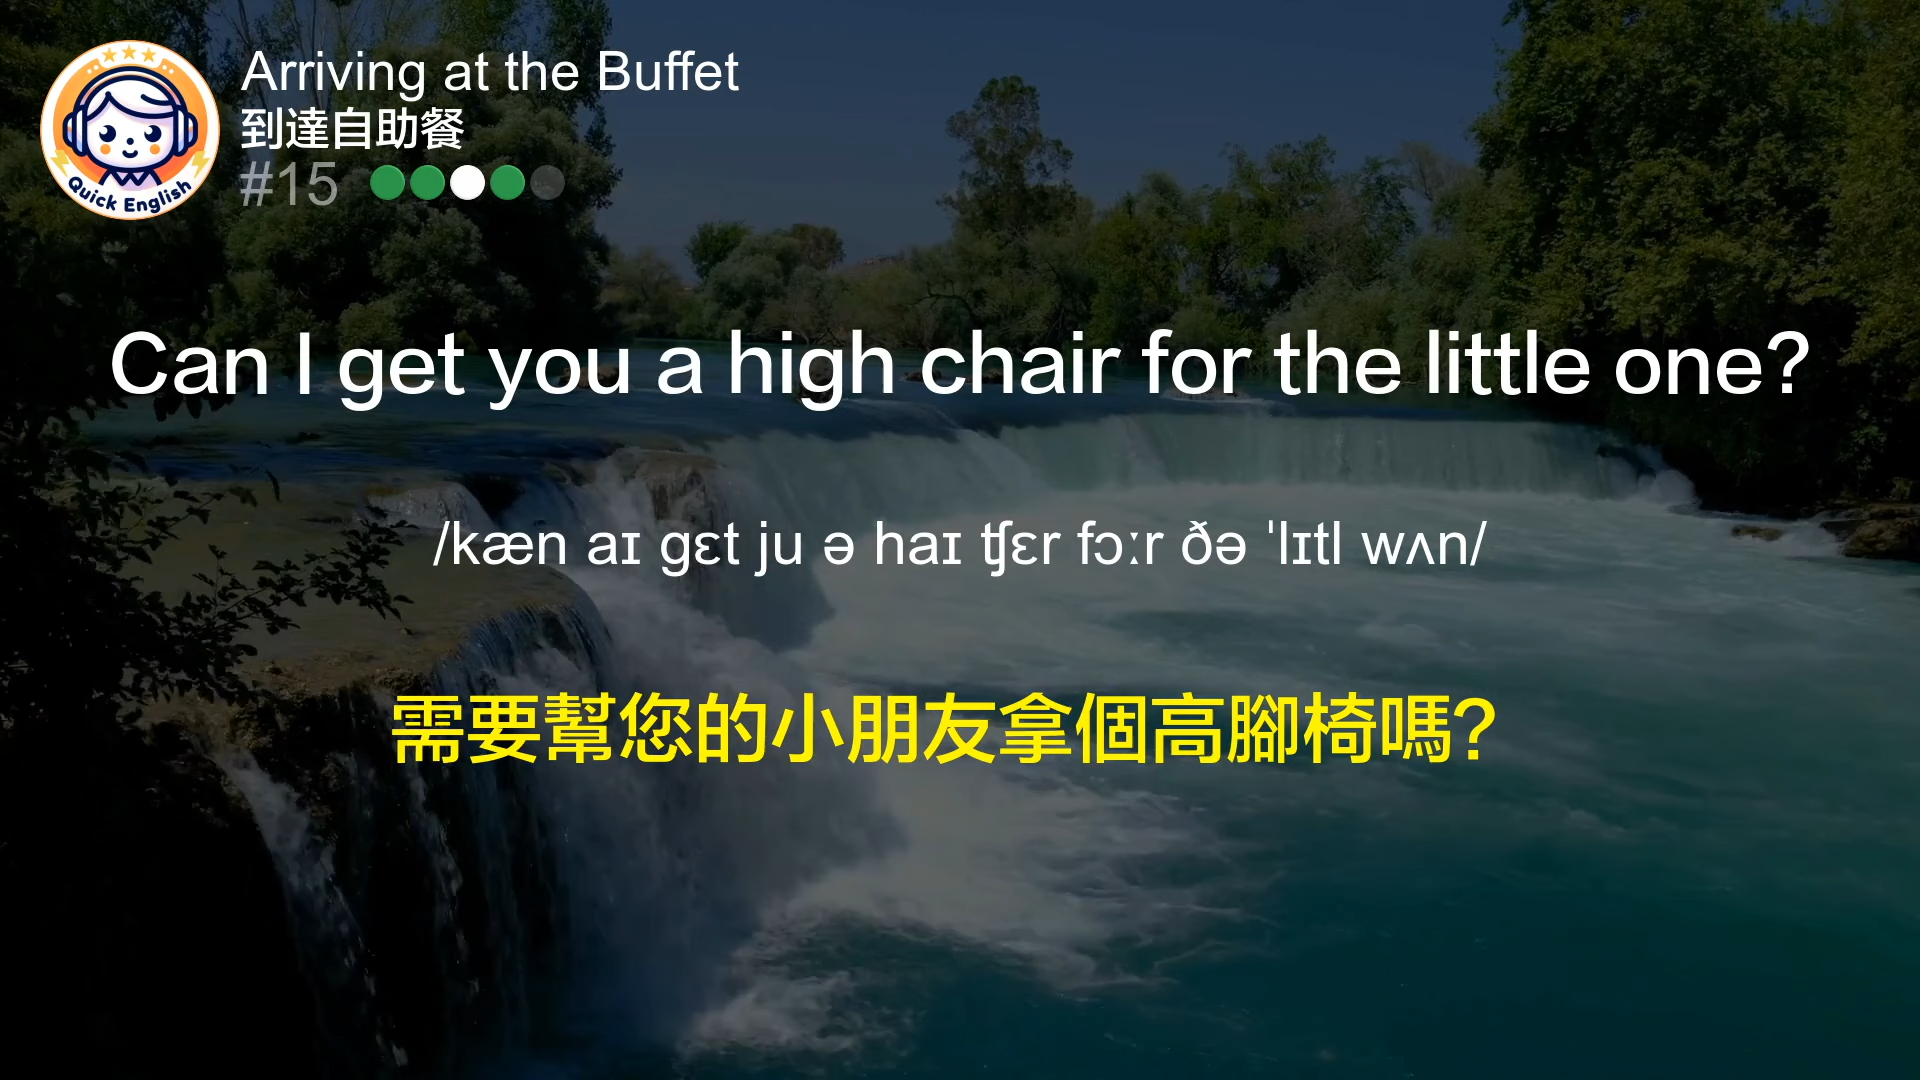 Quick English
Arriving at the Buffet
到達自助餐
#15
Can I get you a high chair for the little one?
/kæn aɪ gɛt ju ə haɪ ʧɛr fɔːr ðə ˈlɪtl wʌn/
需要幫您的小朋友拿個高腳椅嗎?